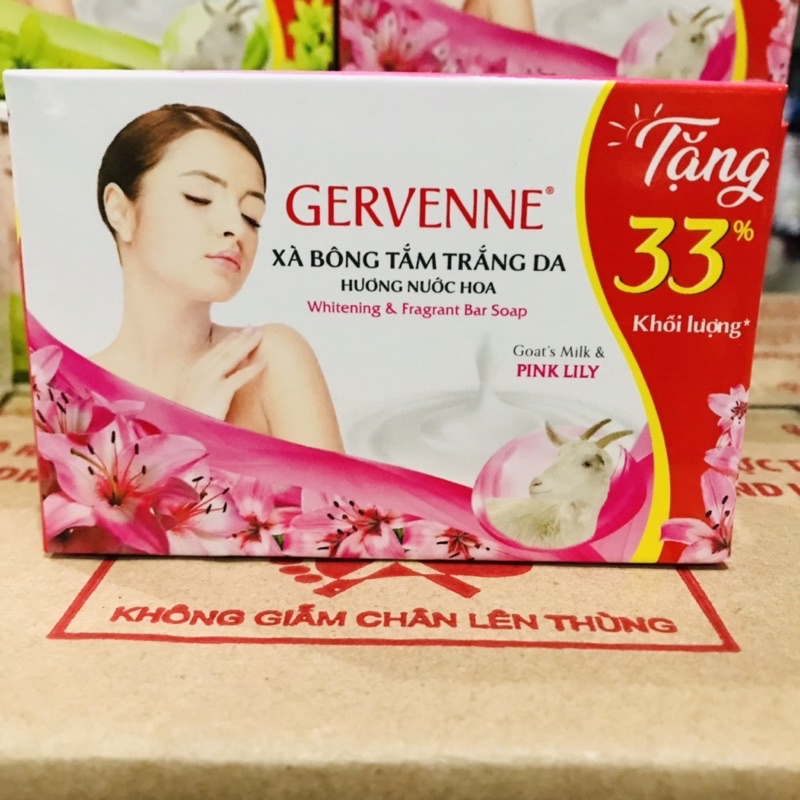 GERVENNE®
XÀ BÔNG TẮM TRẮNG DA
HƯƠNG NƯỚC HOA
Whitening & Fragrant Bar Soap
Goat's Milk &
PINK LILY
Tặng
33%
Khối lượng*
KHÔNG GIẪM CHÂN LÊN THÙNG